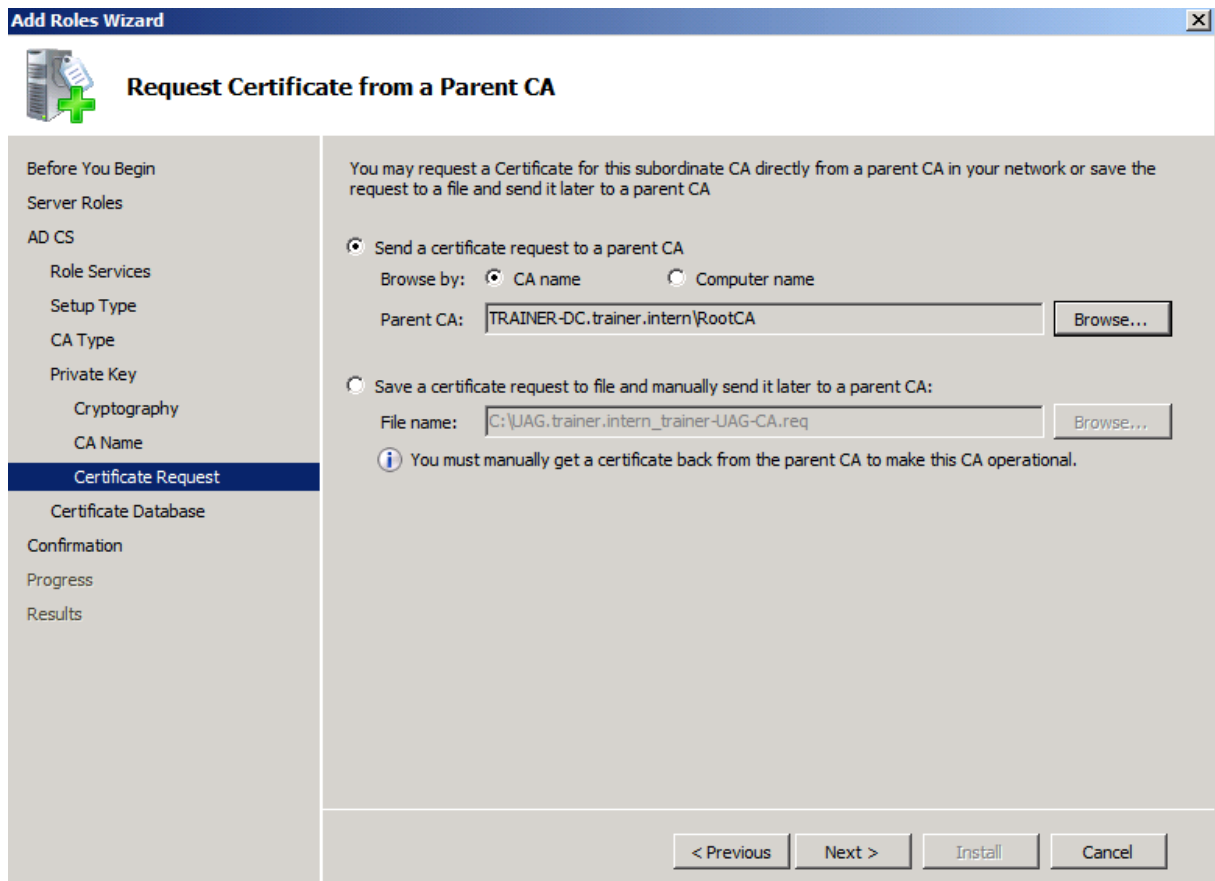 Add Roles Wizard
Request Certificate from a Parent CA
Before You Begin
Server Roles
AD CS
Role Services
Setup Type
CA Type
Private Key
Cryptography
CA Name
Certificate Request
Certificate Database
Confirmation
Progress
Results
You may request a Certificate for this subordinate CA directly from a parent CA in your network or save the
request to a file and send it later to a parent CA
Send a certificate request to a parent CA
Browse by: CA name Computer name
Parent CA: TRAINER-DC.trainer.intern\RootCA Browse...
Save a certificate request to file and manually send it later to a parent CA:
File name: C:\UAG.trainer.intern_trainer-UAG-CA.req Browse...
You must manually get a certificate back from the parent CA to make this CA operational.
< Previous Next > Install Cancel